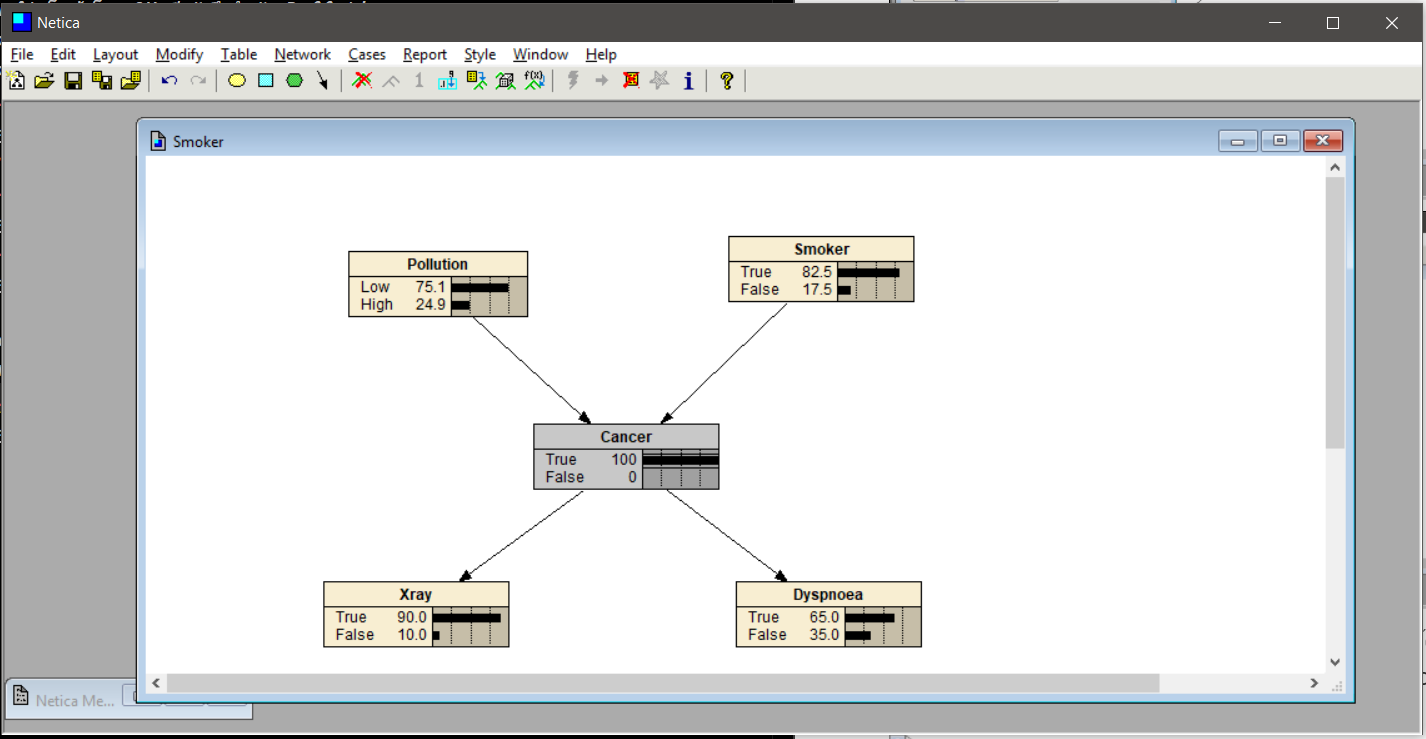 Netica
File Edit Layout Modify Table Network Cases Report Style Window Help
1 f(x) i ?
Smoker
Pollution
Low 75.1
High 24.9
Smoker
True 82.5
False 17.5
Cancer
True 100
False 0
Xray
True 90.0
False 10.0
Dyspnoea
True 65.0
False 35.0
Netica Me...